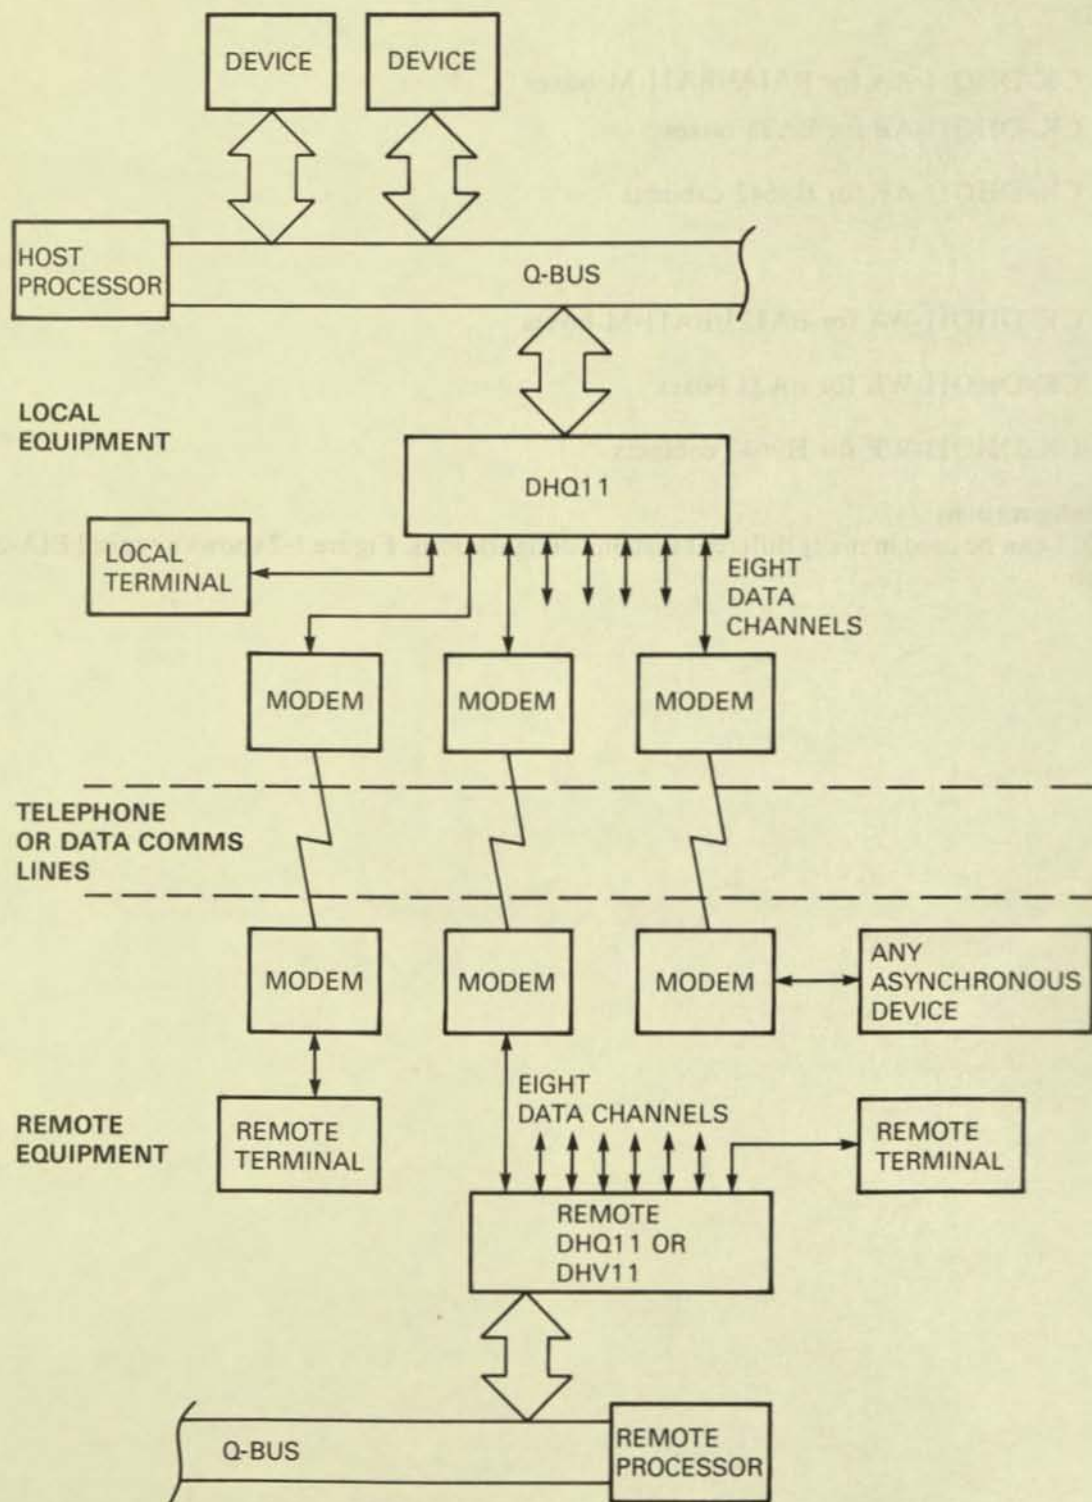 DEVICE
DEVICE
HOST
PROCESSOR
Q-BUS
LOCAL
EQUIPMENT
DHQ11
LOCAL
TERMINAL
EIGHT
DATA
CHANNELS
MODEM
MODEM
MODEM
TELEPHONE
OR DATA COMMS
LINES
MODEM
MODEM
MODEM
ANY
ASYNCHRONOUS
DEVICE
EIGHT
DATA CHANNELS
REMOTE
EQUIPMENT
REMOTE
TERMINAL
REMOTE
TERMINAL
REMOTE
DHQ11 OR
DHV11
Q-BUS
REMOTE
PROCESSOR